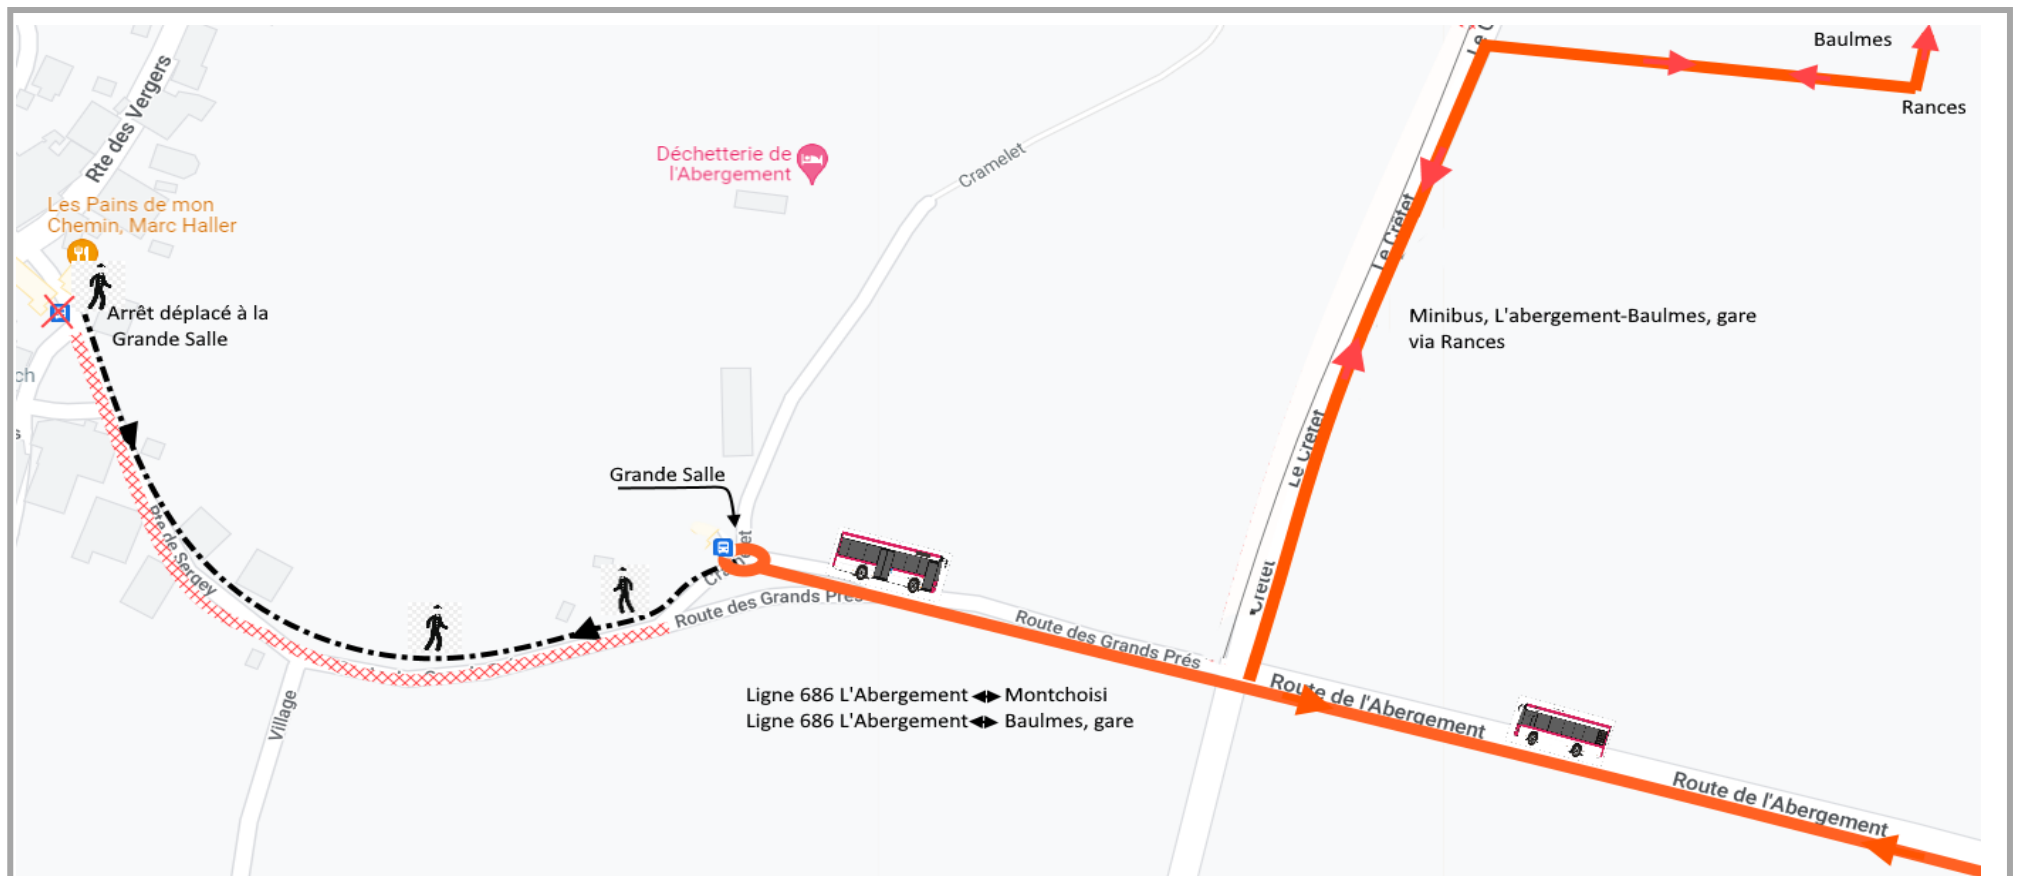 Baulmes
Rances
Rte des Vergers
Déchetterie de
l'Abergement
Cramelet
Les Pains de mon
Chemin, Marc Haller
Le Crêtet
Arrêt déplacé à la
Grande Salle
Minibus, L'abergement-Baulmes, gare
via Rances
ch
Le Crêtet
Grande Salle
Rte de Sergey
Crêtet
Route des Grands Prés
Route des Grands Prés
Ligne 686 L'Abergement Montchoisi
Ligne 686 L'Abergement Baulmes, gare
Route de l'Abergement
Village
Route de l'Abergement